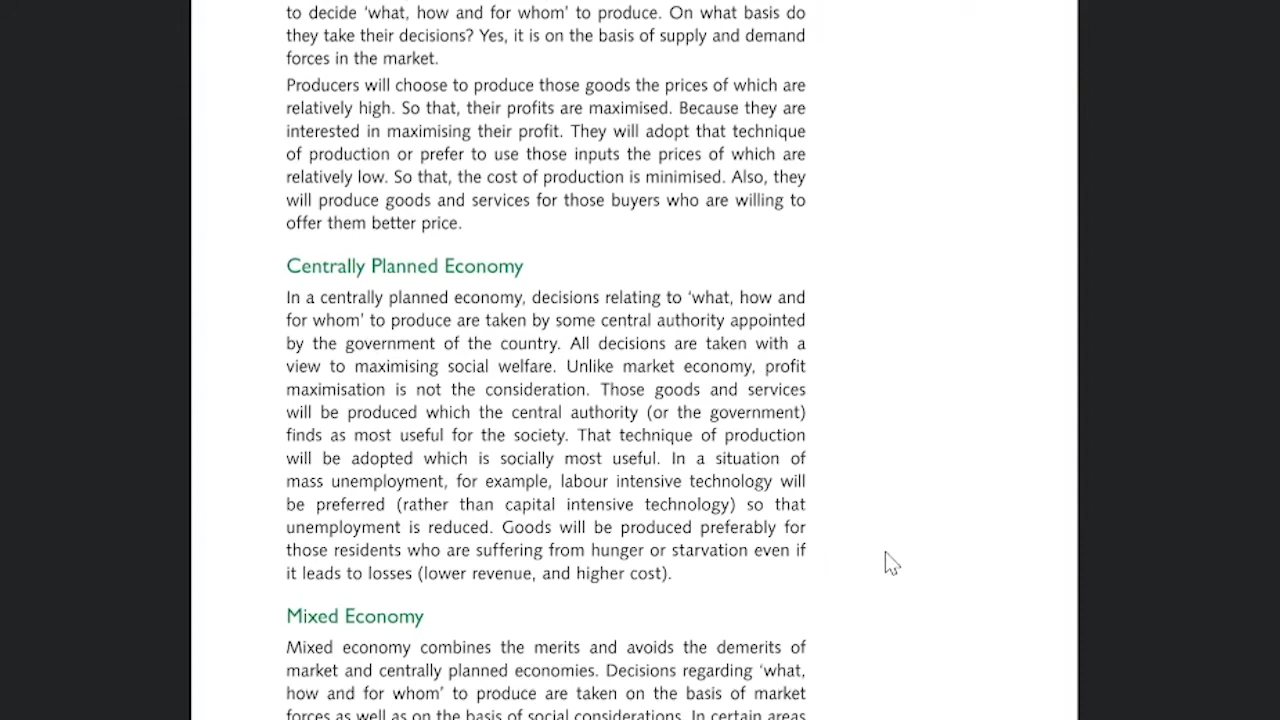 to decide ‘what, how and for whom’ to produce. On what basis do
they take their decisions? Yes, it is on the basis of supply and demand
forces in the market.
Producers will choose to produce those goods the prices of which are
relatively high. So that, their profits are maximised. Because they are
interested in maximising their profit. They will adopt that technique
of production or prefer to use those inputs the prices of which are
relatively low. So that, the cost of production is minimised. Also, they
will produce goods and services for those buyers who are willing to
offer them better price.
Centrally Planned Economy
In a centrally planned economy, decisions relating to ‘what, how and
for whom’ to produce are taken by some central authority appointed
by the government of the country. All decisions are taken with a
view to maximising social welfare. Unlike market economy, profit
maximisation is not the consideration. Those goods and services
will be produced which the central authority (or the government)
finds as most useful for the society. That technique of production
will be adopted which is socially most useful. In a situation of
mass unemployment, for example, labour intensive technology will
be preferred (rather than capital intensive technology) so that
unemployment is reduced. Goods will be produced preferably for
those residents who are suffering from hunger or starvation even if
it leads to losses (lower revenue, and higher cost).
Mixed Economy
Mixed economy combines the merits and avoids the demerits of
market and centrally planned economies. Decisions regarding ‘what,
how and for whom’ to produce are taken on the basis of market
forces as well as on the basis of social considerations. In certain areas